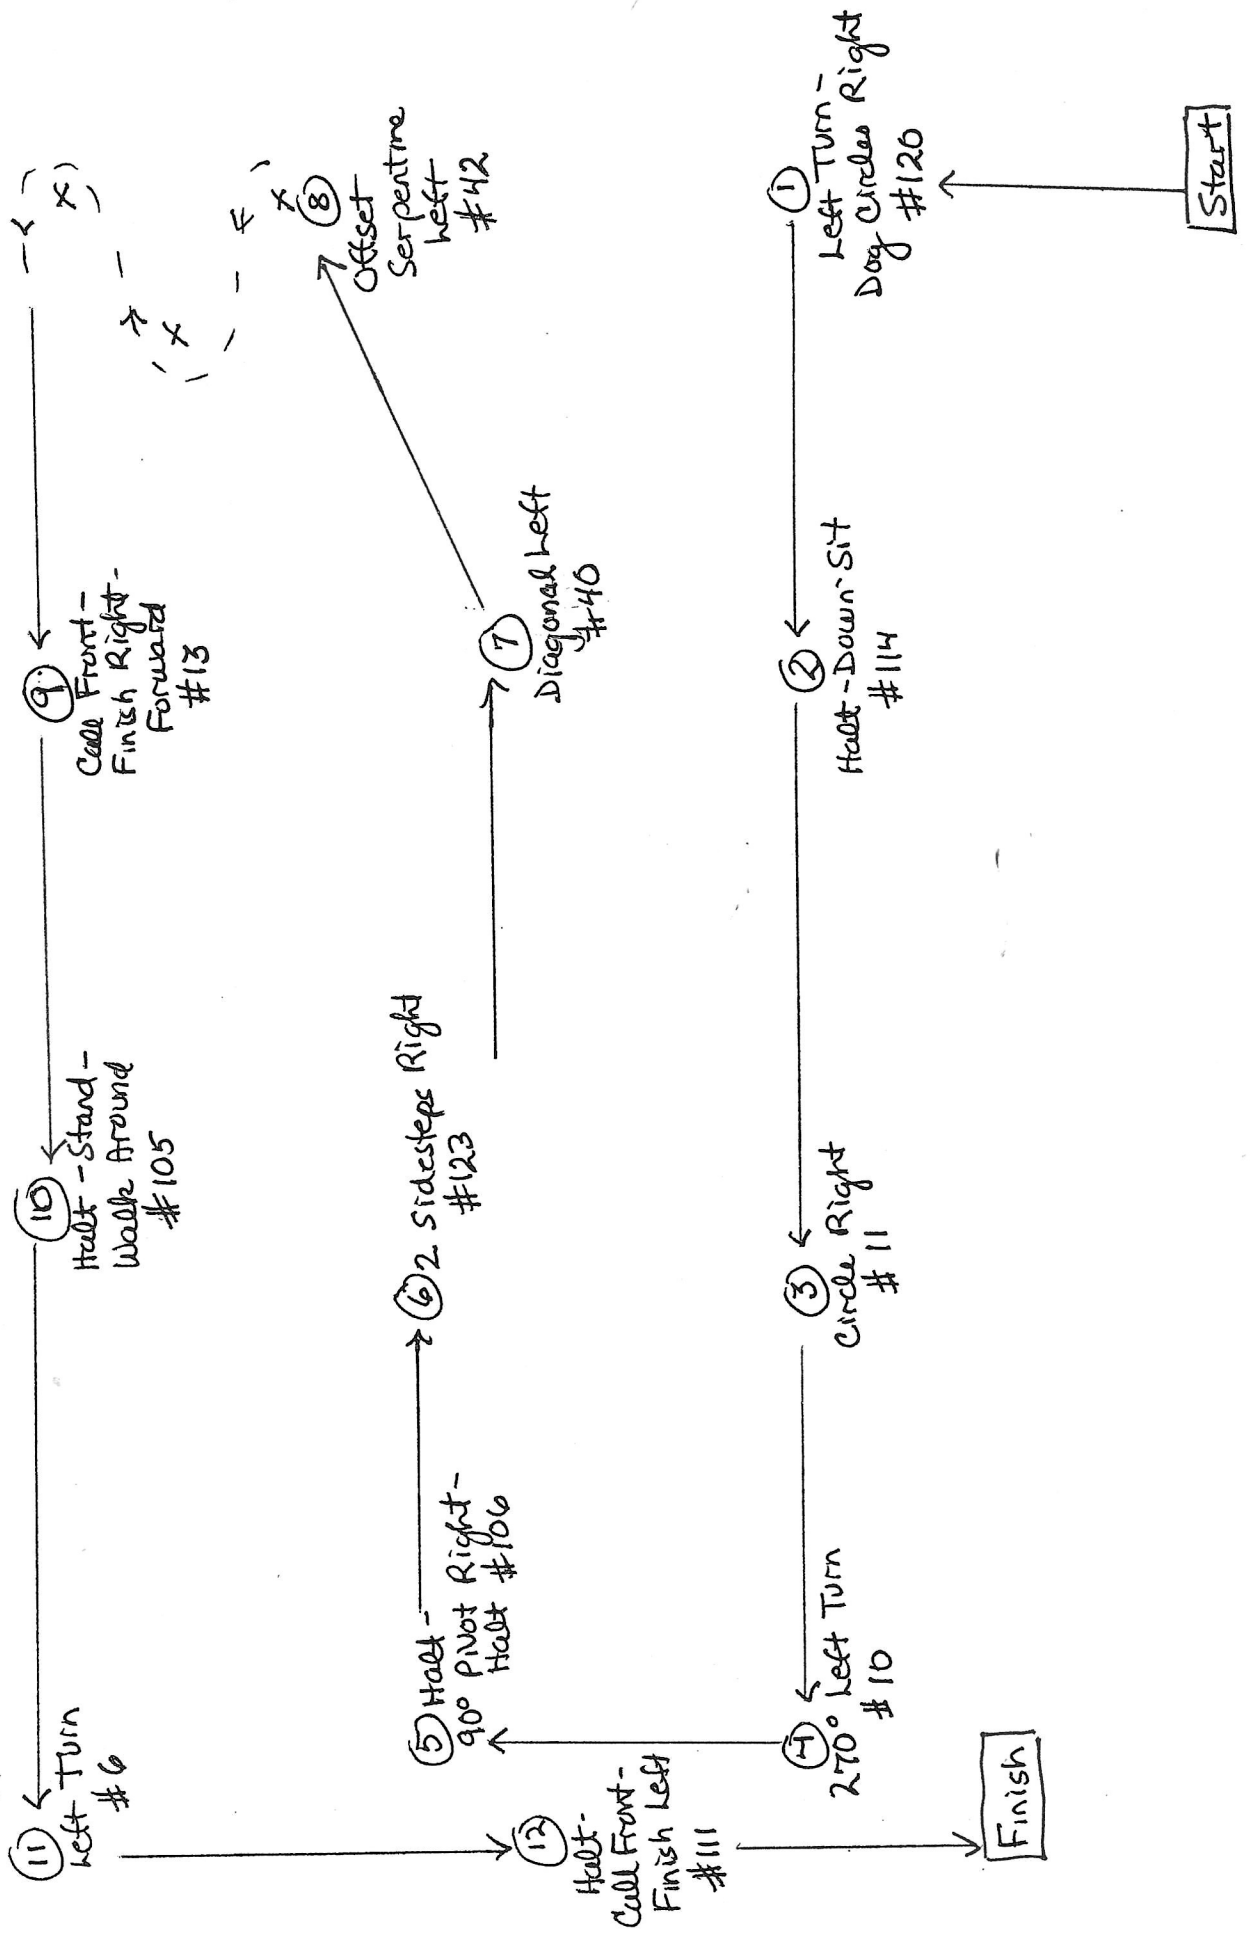 Start
1
Left Turn-
Dog Circles Right
#120
2
Halt-Down-Sit
#114
3
Circle Right
#11
4
270° Left Turn
#10
5 Halt-
90° Pivot Right-
Halt #106
6 2 Sidesteps Right
#123
7
Diagonal Left
#40
x
8
Offset
Serpentine
Left
#42
x
x
9
Call Front-
Finish Right-
Forward
#13
10
Halt-Stand-
Walk Around
#105
11
Left Turn
#6
12
Halt-
Call Front-
Finish Left
#111
Finish